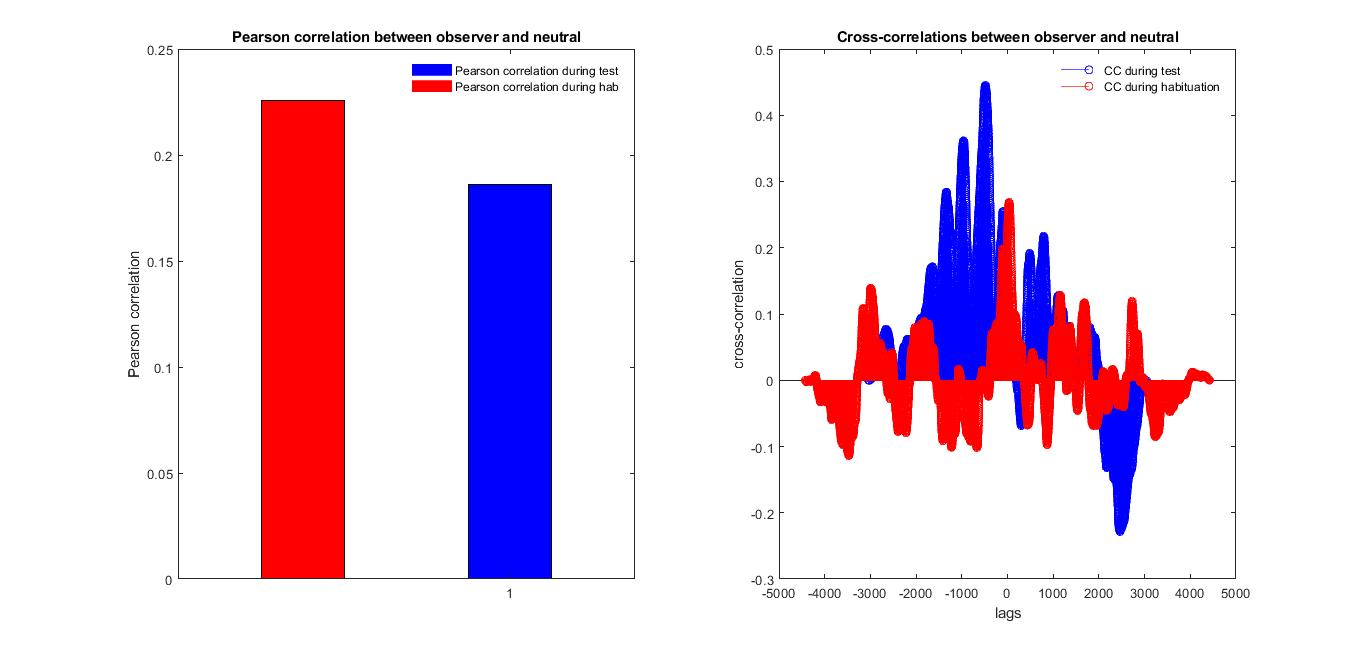 Pearson correlation between observer and neutral
0.25
0.2
0.15
0.1
0.05
0
Pearson correlation
1
Pearson correlation during test
Pearson correlation during hab
Cross-correlations between observer and neutral
0.5
0.4
0.3
0.2
0.1
0
-0.1
-0.2
-0.3
cross-correlation
-5000 -4000 -3000 -2000 -1000 0 1000 2000 3000 4000 5000
lags
CC during test
CC during habituation